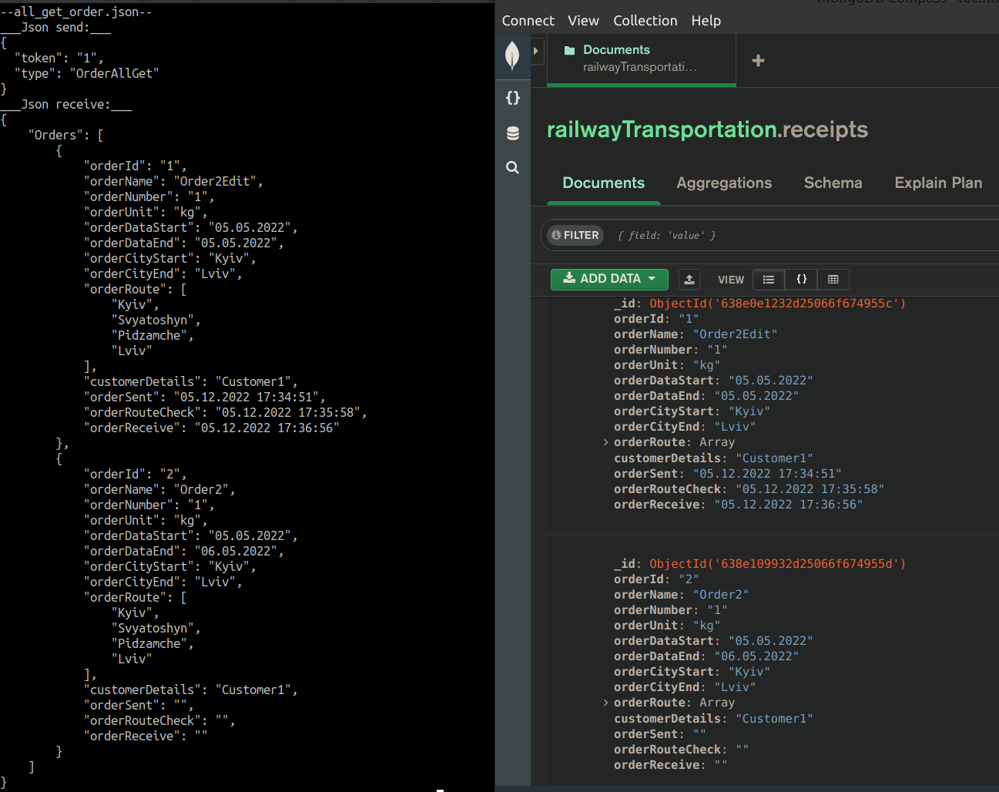 --all_get_order.json--
___Json send:___
{
  "token": "1",
  "type": "OrderAllGet"
}
___Json receive:___
{
    "Orders": [
        {
            "orderId": "1",
            "orderName": "Order2Edit",
            "orderNumber": "1",
            "orderUnit": "kg",
            "orderDataStart": "05.05.2022",
            "orderDataEnd": "05.05.2022",
            "orderCityStart": "Kyiv",
            "orderCityEnd": "Lviv",
            "orderRoute": [
                "Kyiv",
                "Svyatoshyn",
                "Pidzamche",
                "Lviv"
            ],
            "customerDetails": "Customer1",
            "orderSent": "05.12.2022 17:34:51",
            "orderRouteCheck": "05.12.2022 17:35:58",
            "orderReceive": "05.12.2022 17:36:56"
        },
        {
            "orderId": "2",
            "orderName": "Order2",
            "orderNumber": "1",
            "orderUnit": "kg",
            "orderDataStart": "05.05.2022",
            "orderDataEnd": "06.05.2022",
            "orderCityStart": "Kyiv",
            "orderCityEnd": "Lviv",
            "orderRoute": [
                "Kyiv",
                "Svyatoshyn",
                "Pidzamche",
                "Lviv"
            ],
            "customerDetails": "Customer1",
            "orderSent": "",
            "orderRouteCheck": "",
            "orderReceive": ""
        }
    ]
}
Connect View Collection Help
Documents
railwayTransportati...
railwayTransportation.receipts
Documents Aggregations Schema Explain Plan
FILTER { field: 'value' }
ADD DATA VIEW {}
_id: ObjectId('638e0e1232d25066f674955c')
orderId: "1"
orderName: "Order2Edit"
orderNumber: "1"
orderUnit: "kg"
orderDataStart: "05.05.2022"
orderDataEnd: "05.05.2022"
orderCityStart: "Kyiv"
orderCityEnd: "Lviv"
> orderRoute: Array
customerDetails: "Customer1"
orderSent: "05.12.2022 17:34:51"
orderRouteCheck: "05.12.2022 17:35:58"
orderReceive: "05.12.2022 17:36:56"
_id: ObjectId('638e109932d25066f674955d')
orderId: "2"
orderName: "Order2"
orderNumber: "1"
orderUnit: "kg"
orderDataStart: "05.05.2022"
orderDataEnd: "06.05.2022"
orderCityStart: "Kyiv"
orderCityEnd: "Lviv"
> orderRoute: Array
customerDetails: "Customer1"
orderSent: ""
orderRouteCheck: ""
orderReceive: ""